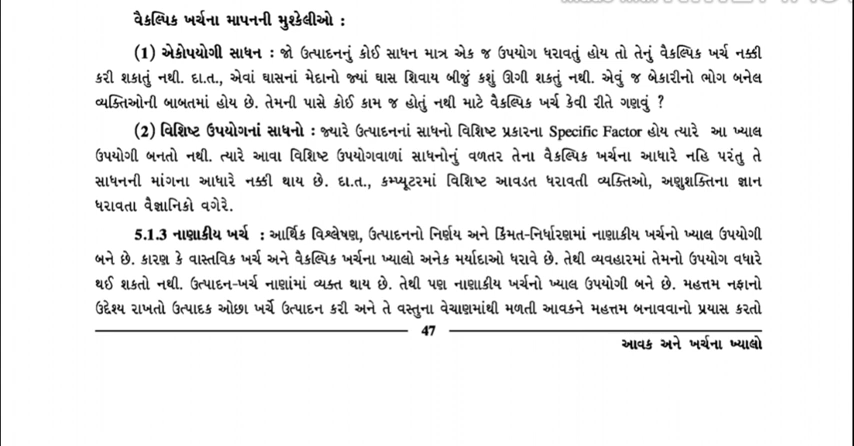 વૈકલ્પિક ખર્ચના માપનની મુશ્કેલીઓ :
(1) એકોપયોગી સાધન : જો ઉત્પાદનનું કોઈ સાધન માત્ર એક જ ઉપયોગ ધરાવતું હોય તો તેનું વૈકલ્પિક ખર્ચ નક્કી
કરી શકાતું નથી. દા.ત., એવાં ઘાસનાં મેદાનો જ્યાં ઘાસ શિવાય બીજું કશું ઊગી શકતું નથી. એવું જ બેકારીનો ભોગ બનેલ
વ્યક્તિઓની બાબતમાં હોય છે. તેમની પાસે કોઈ કામ જ હોતું નથી માટે વૈકલ્પિક ખર્ચ કેવી રીતે ગણવું ?
(2) વિશિષ્ટ ઉપયોગનાં સાધનો : જ્યારે ઉત્પાદનનાં સાધનો વિશિષ્ટ પ્રકારના Specific Factor હોય ત્યારે આ ખ્યાલ
ઉપયોગી બનતો નથી. ત્યારે આવા વિશિષ્ટ ઉપયોગવાળાં સાધનોનું વળતર તેના વૈકલ્પિક ખર્ચના આધારે નહિ પરંતુ તે
સાધનની માંગના આધારે નક્કી થાય છે. દા.ત., કમ્પ્યૂટરમાં વિશિષ્ટ આવડત ધરાવતી વ્યક્તિઓ, અણુશક્તિના જ્ઞાન
ધરાવતા વૈજ્ઞાનિકો વગેરે.
5.1.3 નાણાકીય ખર્ચ : આર્થિક વિશ્લેષણ, ઉત્પાદનનો નિર્ણય અને કિંમત-નિર્ધારણમાં નાણાકીય ખર્ચનો ખ્યાલ ઉપયોગી
બને છે. કારણ કે વાસ્તવિક ખર્ચ અને વૈકલ્પિક ખર્ચના ખ્યાલો અનેક મર્યાદાઓ ધરાવે છે. તેથી વ્યવહારમાં તેમનો ઉપયોગ વધારે
થઈ શકતો નથી. ઉત્પાદન-ખર્ચ નાણાંમાં વ્યક્ત થાય છે. તેથી પણ નાણાકીય ખર્ચનો ખ્યાલ ઉપયોગી બને છે. મહત્તમ નફાનો
ઉદ્દેશ્ય રાખતો ઉત્પાદક ઓછા ખર્ચે ઉત્પાદન કરી અને તે વસ્તુના વેચાણમાંથી મળતી આવકને મહત્તમ બનાવવાનો પ્રયાસ કરતો
47
આવક અને ખર્ચના ખ્યાલો